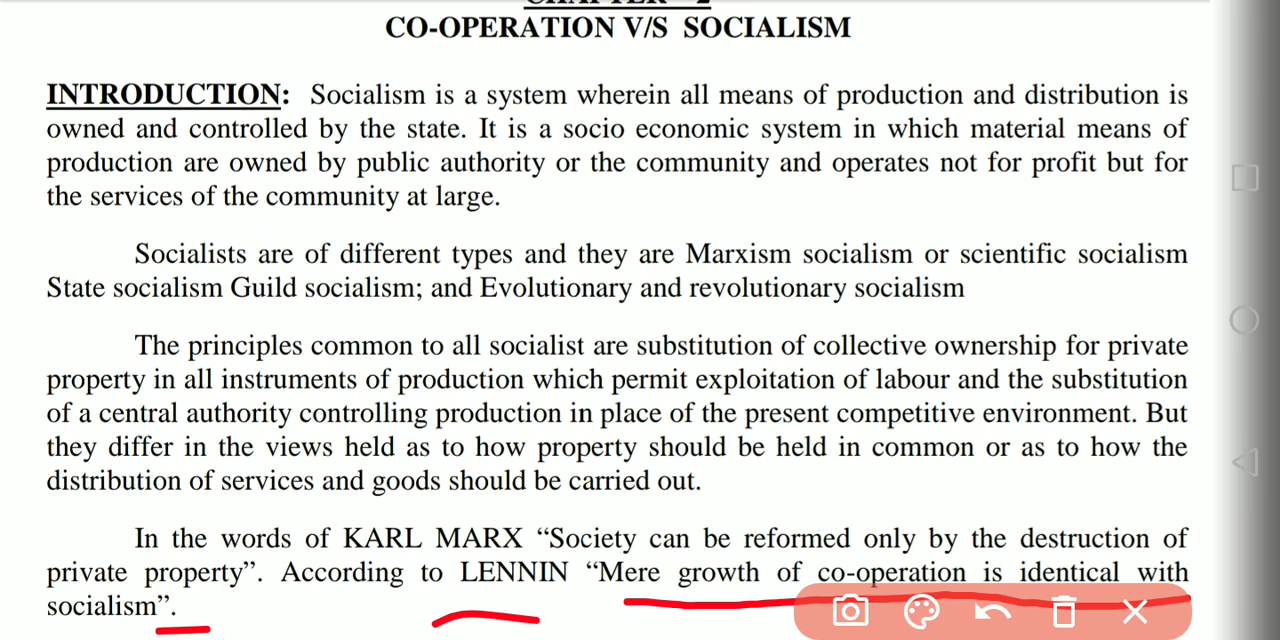 CO-OPERATION V/S SOCIALISM
INTRODUCTION: Socialism is a system wherein all means of production and distribution is
owned and controlled by the state. It is a socio economic system in which material means of
production are owned by public authority or the community and operates not for profit but for
the services of the community at large.
Socialists are of different types and they are Marxism socialism or scientific socialism
State socialism Guild socialism; and Evolutionary and revolutionary socialism
The principles common to all socialist are substitution of collective ownership for private
property in all instruments of production which permit exploitation of labour and the substitution
of a central authority controlling production in place of the present competitive environment. But
they differ in the views held as to how property should be held in common or as to how the
distribution of services and goods should be carried out.
In the words of KARL MARX “Society can be reformed only by the destruction of
private property”. According to LENNIN “Mere growth of co-operation is identical with
socialism”.